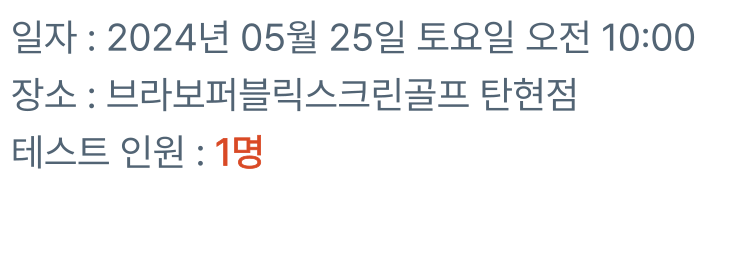 일자 : 2024년 05월 25일 토요일 오전 10:00
장소 : 브라보퍼블릭스크린골프 탄현점
테스트 인원 : 1명